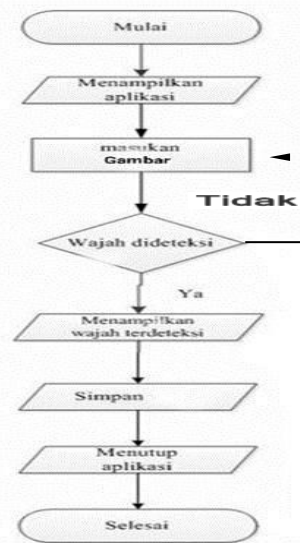 Mulai
Menampilkan
aplikasi
masukan
Gambar
Tidak
Wajah dideteksi
Ya
Menampilkan
wajah terdeteksi
Simpan
Menutup
aplikasi
Selesai